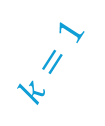 k = 1